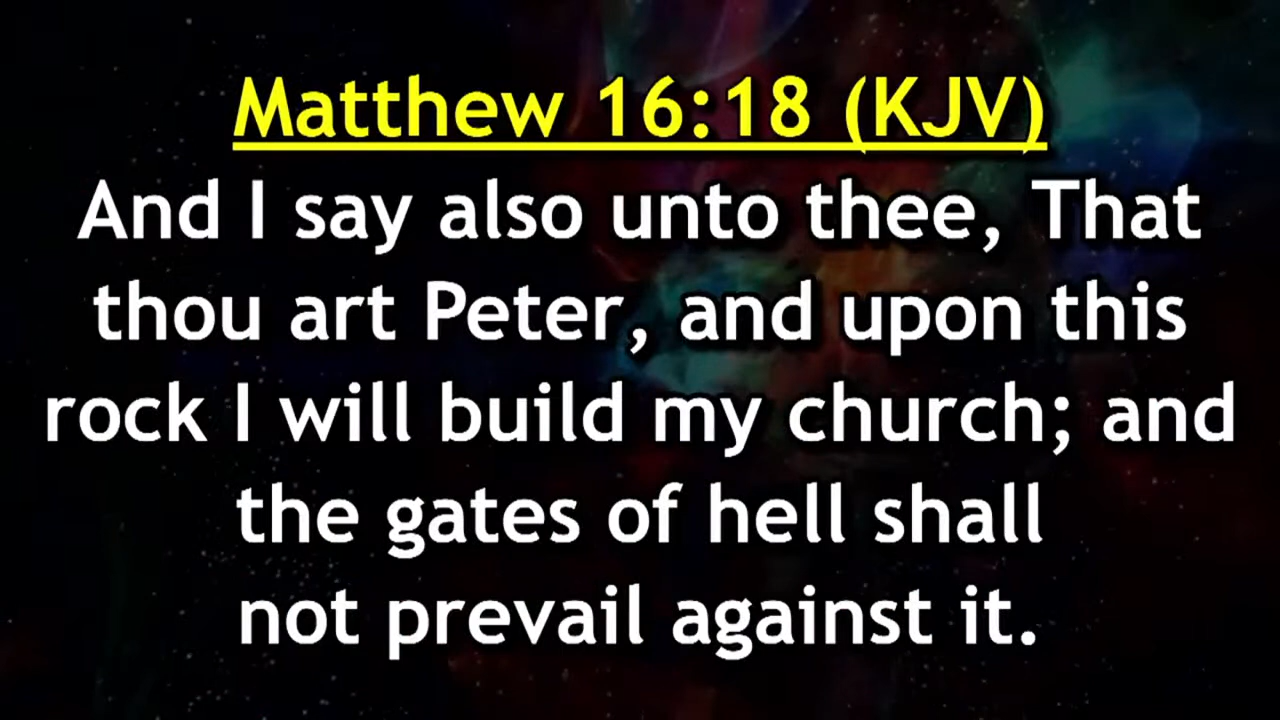 Matthew 16:18 (KJV)
And I say also unto thee, That
thou art Peter, and upon this
rock I will build my church; and
the gates of hell shall
not prevail against it.